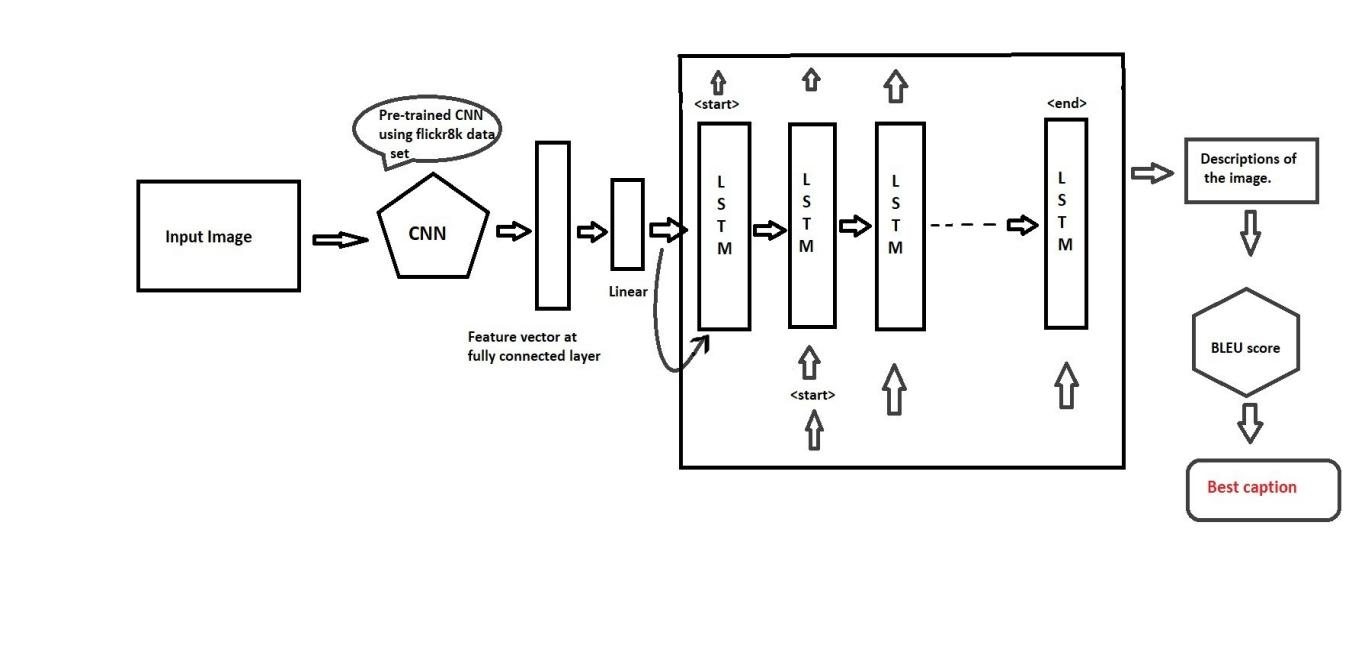 Pre-trained CNN
using flickr8k data
set
Input Image
CNN
Feature vector at
fully connected layer
Linear
<start>
L
S
T
M
L
S
T
M
<start>
L
S
T
M
<end>
L
S
T
M
Descriptions of
the image.
BLEU score
Best caption